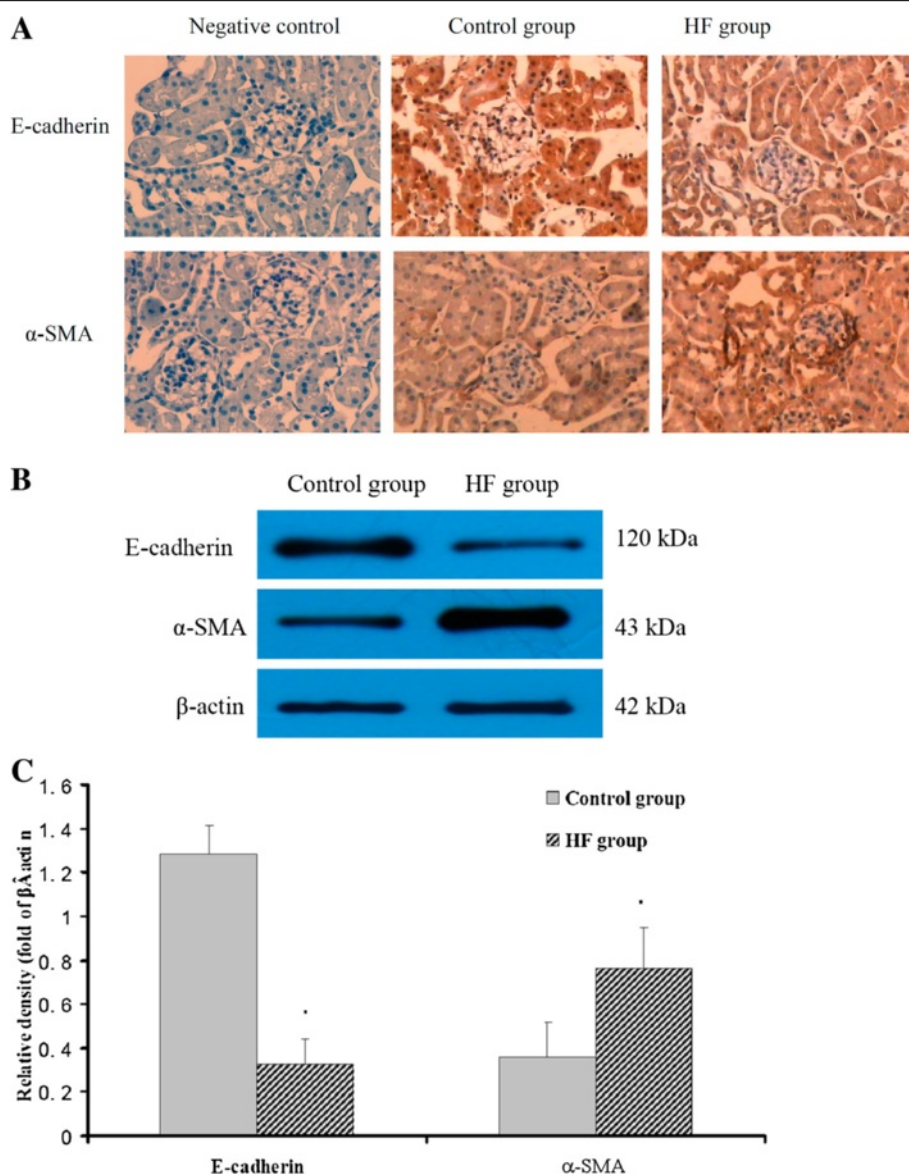 A
Negative control Control group HF group
E-cadherin
α-SMA
B
Control group HF group
E-cadherin 120 kDa
α-SMA 43 kDa
β-actin 42 kDa
C
Relative density (fold of βÂacti n
1.6
1.4
1.2
1
0.8
0.6
0.4
0.2
0
Control group
HF group
E-cadherin α-SMA